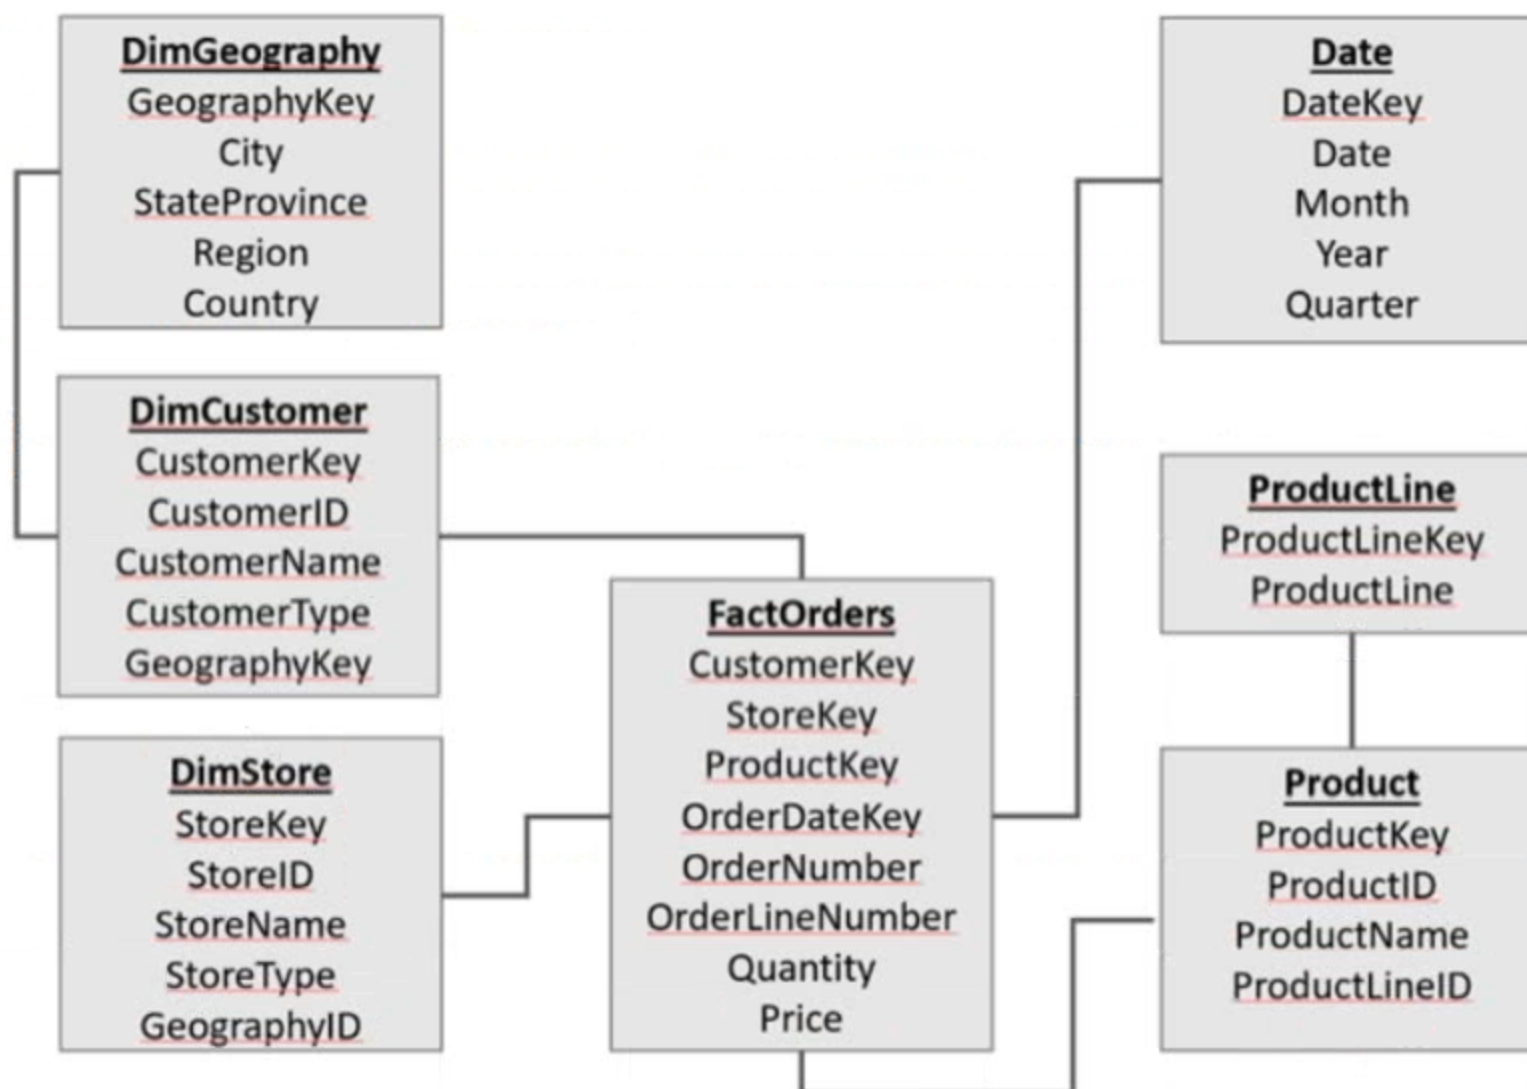 DimGeography
GeographyKey
City
StateProvince
Region
Country
DimCustomer
CustomerKey
CustomerID
CustomerName
CustomerType
GeographyKey
DimStore
StoreKey
StoreID
StoreName
StoreType
GeographyID
FactOrders
CustomerKey
StoreKey
ProductKey
OrderDateKey
OrderNumber
OrderLineNumber
Quantity
Price
Date
DateKey
Date
Month
Year
Quarter
ProductLine
ProductLineKey
ProductLine
Product
ProductKey
ProductID
ProductName
ProductLineID